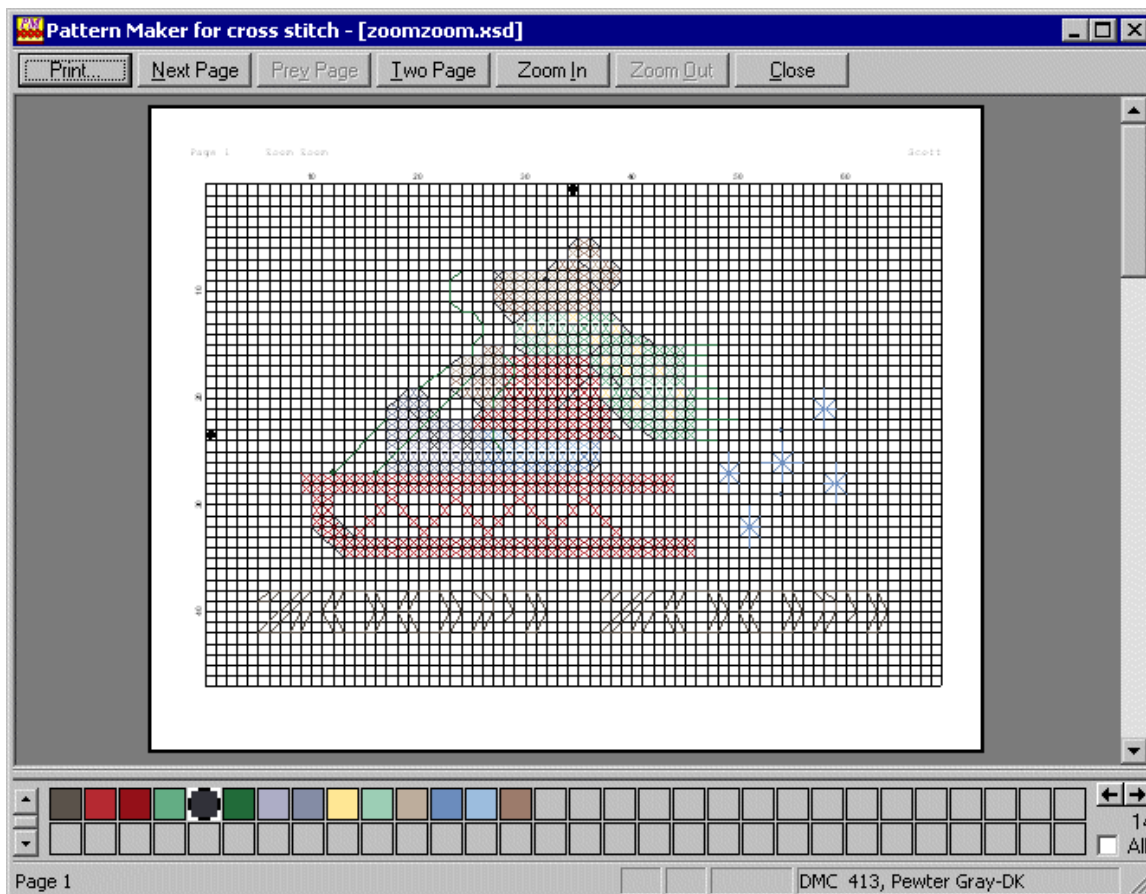 Pattern Maker for cross stitch - [zoomzoom.xsd]
Print... Next Page Prev Page Two Page Zoom In Zoom Out Close
Page 1 Zoom Zoom Scott
10 20 30 40 50 60
10
20
30
40
14
All
Page 1 DMC 413, Pewter Gray-DK